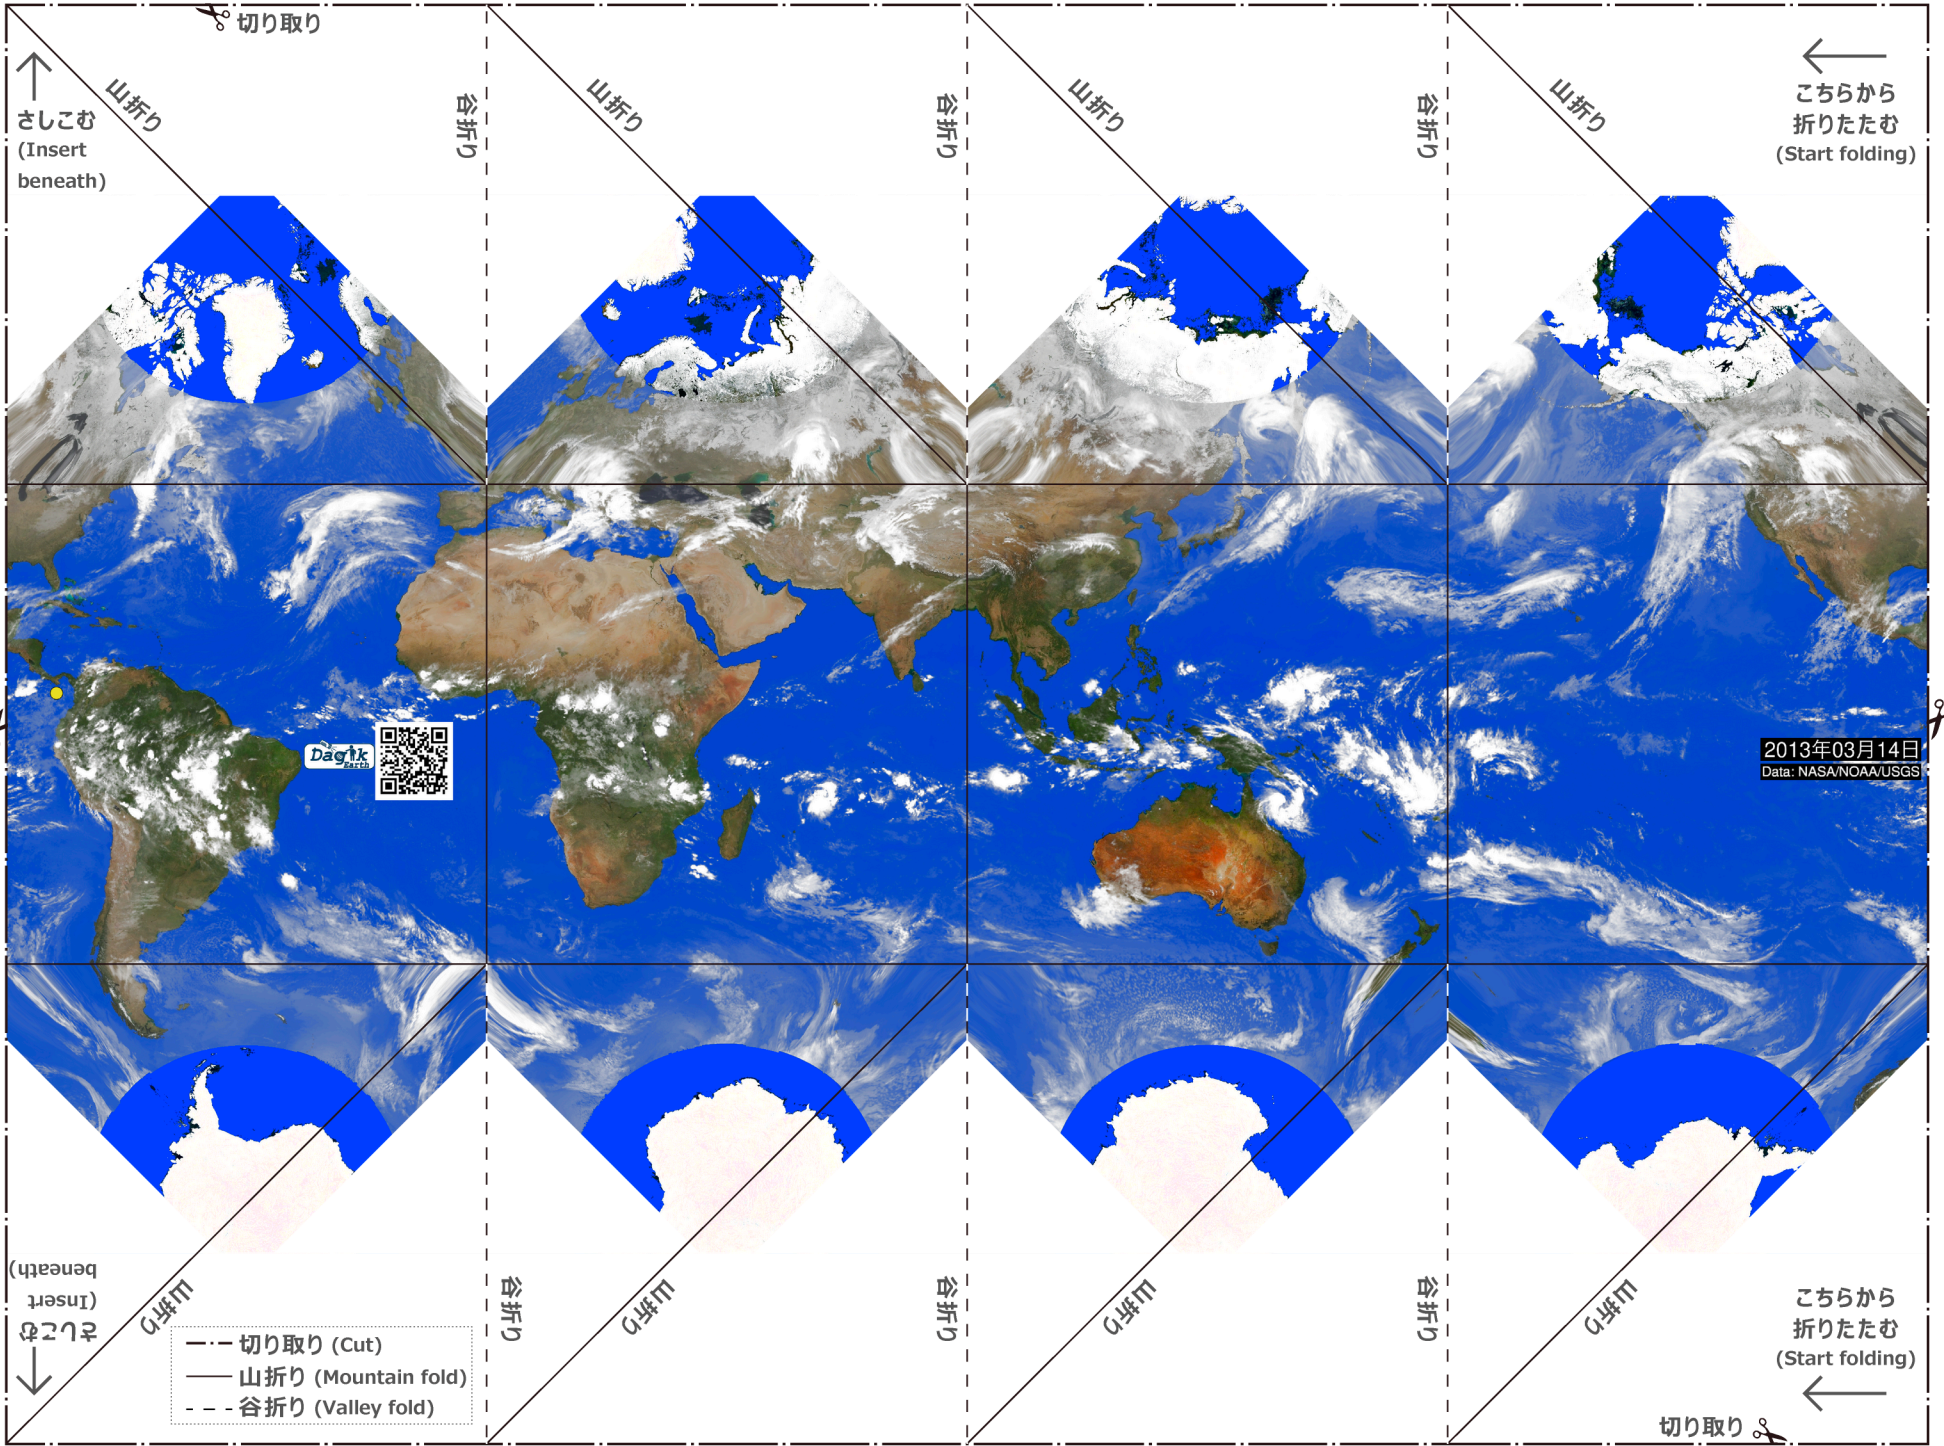 切り取り
さしこむ
(Insert
beneath)
山折り
谷折り
山折り
谷折り
山折り
谷折り
山折り
こちらから
折りたたむ
(Start folding)
Dagik
Earth
2013年03月14日
Data: NASA/NOAA/USGS
さしこむ
(Insert
beneath)
山折り
谷折り
山折り
谷折り
山折り
谷折り
山折り
こちらから
折りたたむ
(Start folding)
切り取り (Cut)
山折り (Mountain fold)
谷折り (Valley fold)
切り取り